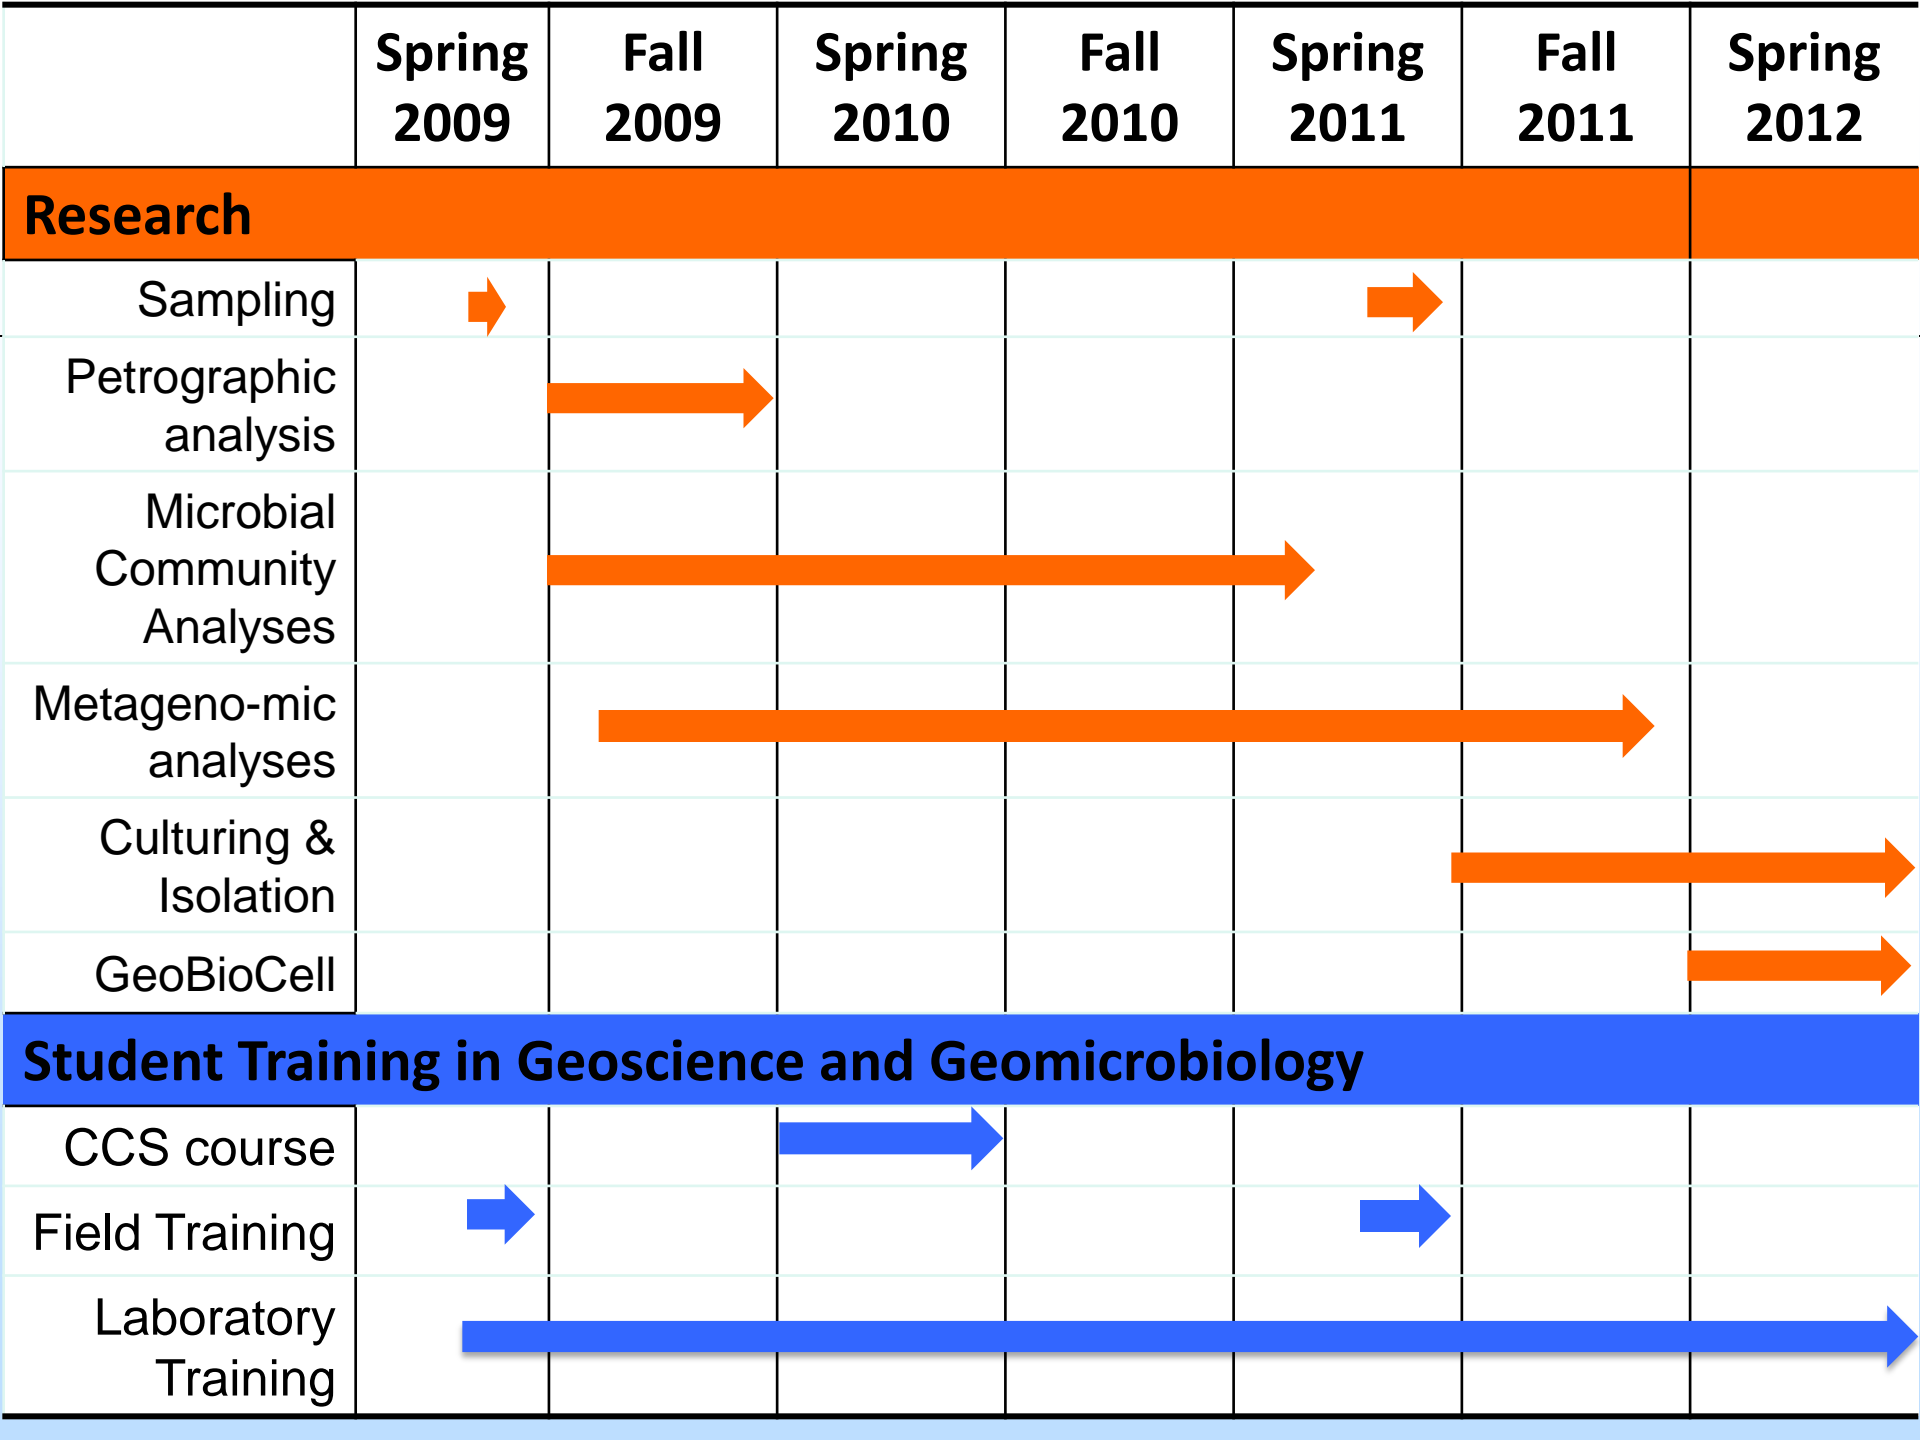 Spring Fall Spring Fall Spring Fall Spring
2009 2009 2010 2010 2011 2011 2012
Research
Sampling
Petrographic
analysis
Microbial
Community
Analyses
Metageno-mic
analyses
Culturing &
Isolation
GeoBioCell
Student Training in Geoscience and Geomicrobiology
CCS course
Field Training
Laboratory
Training